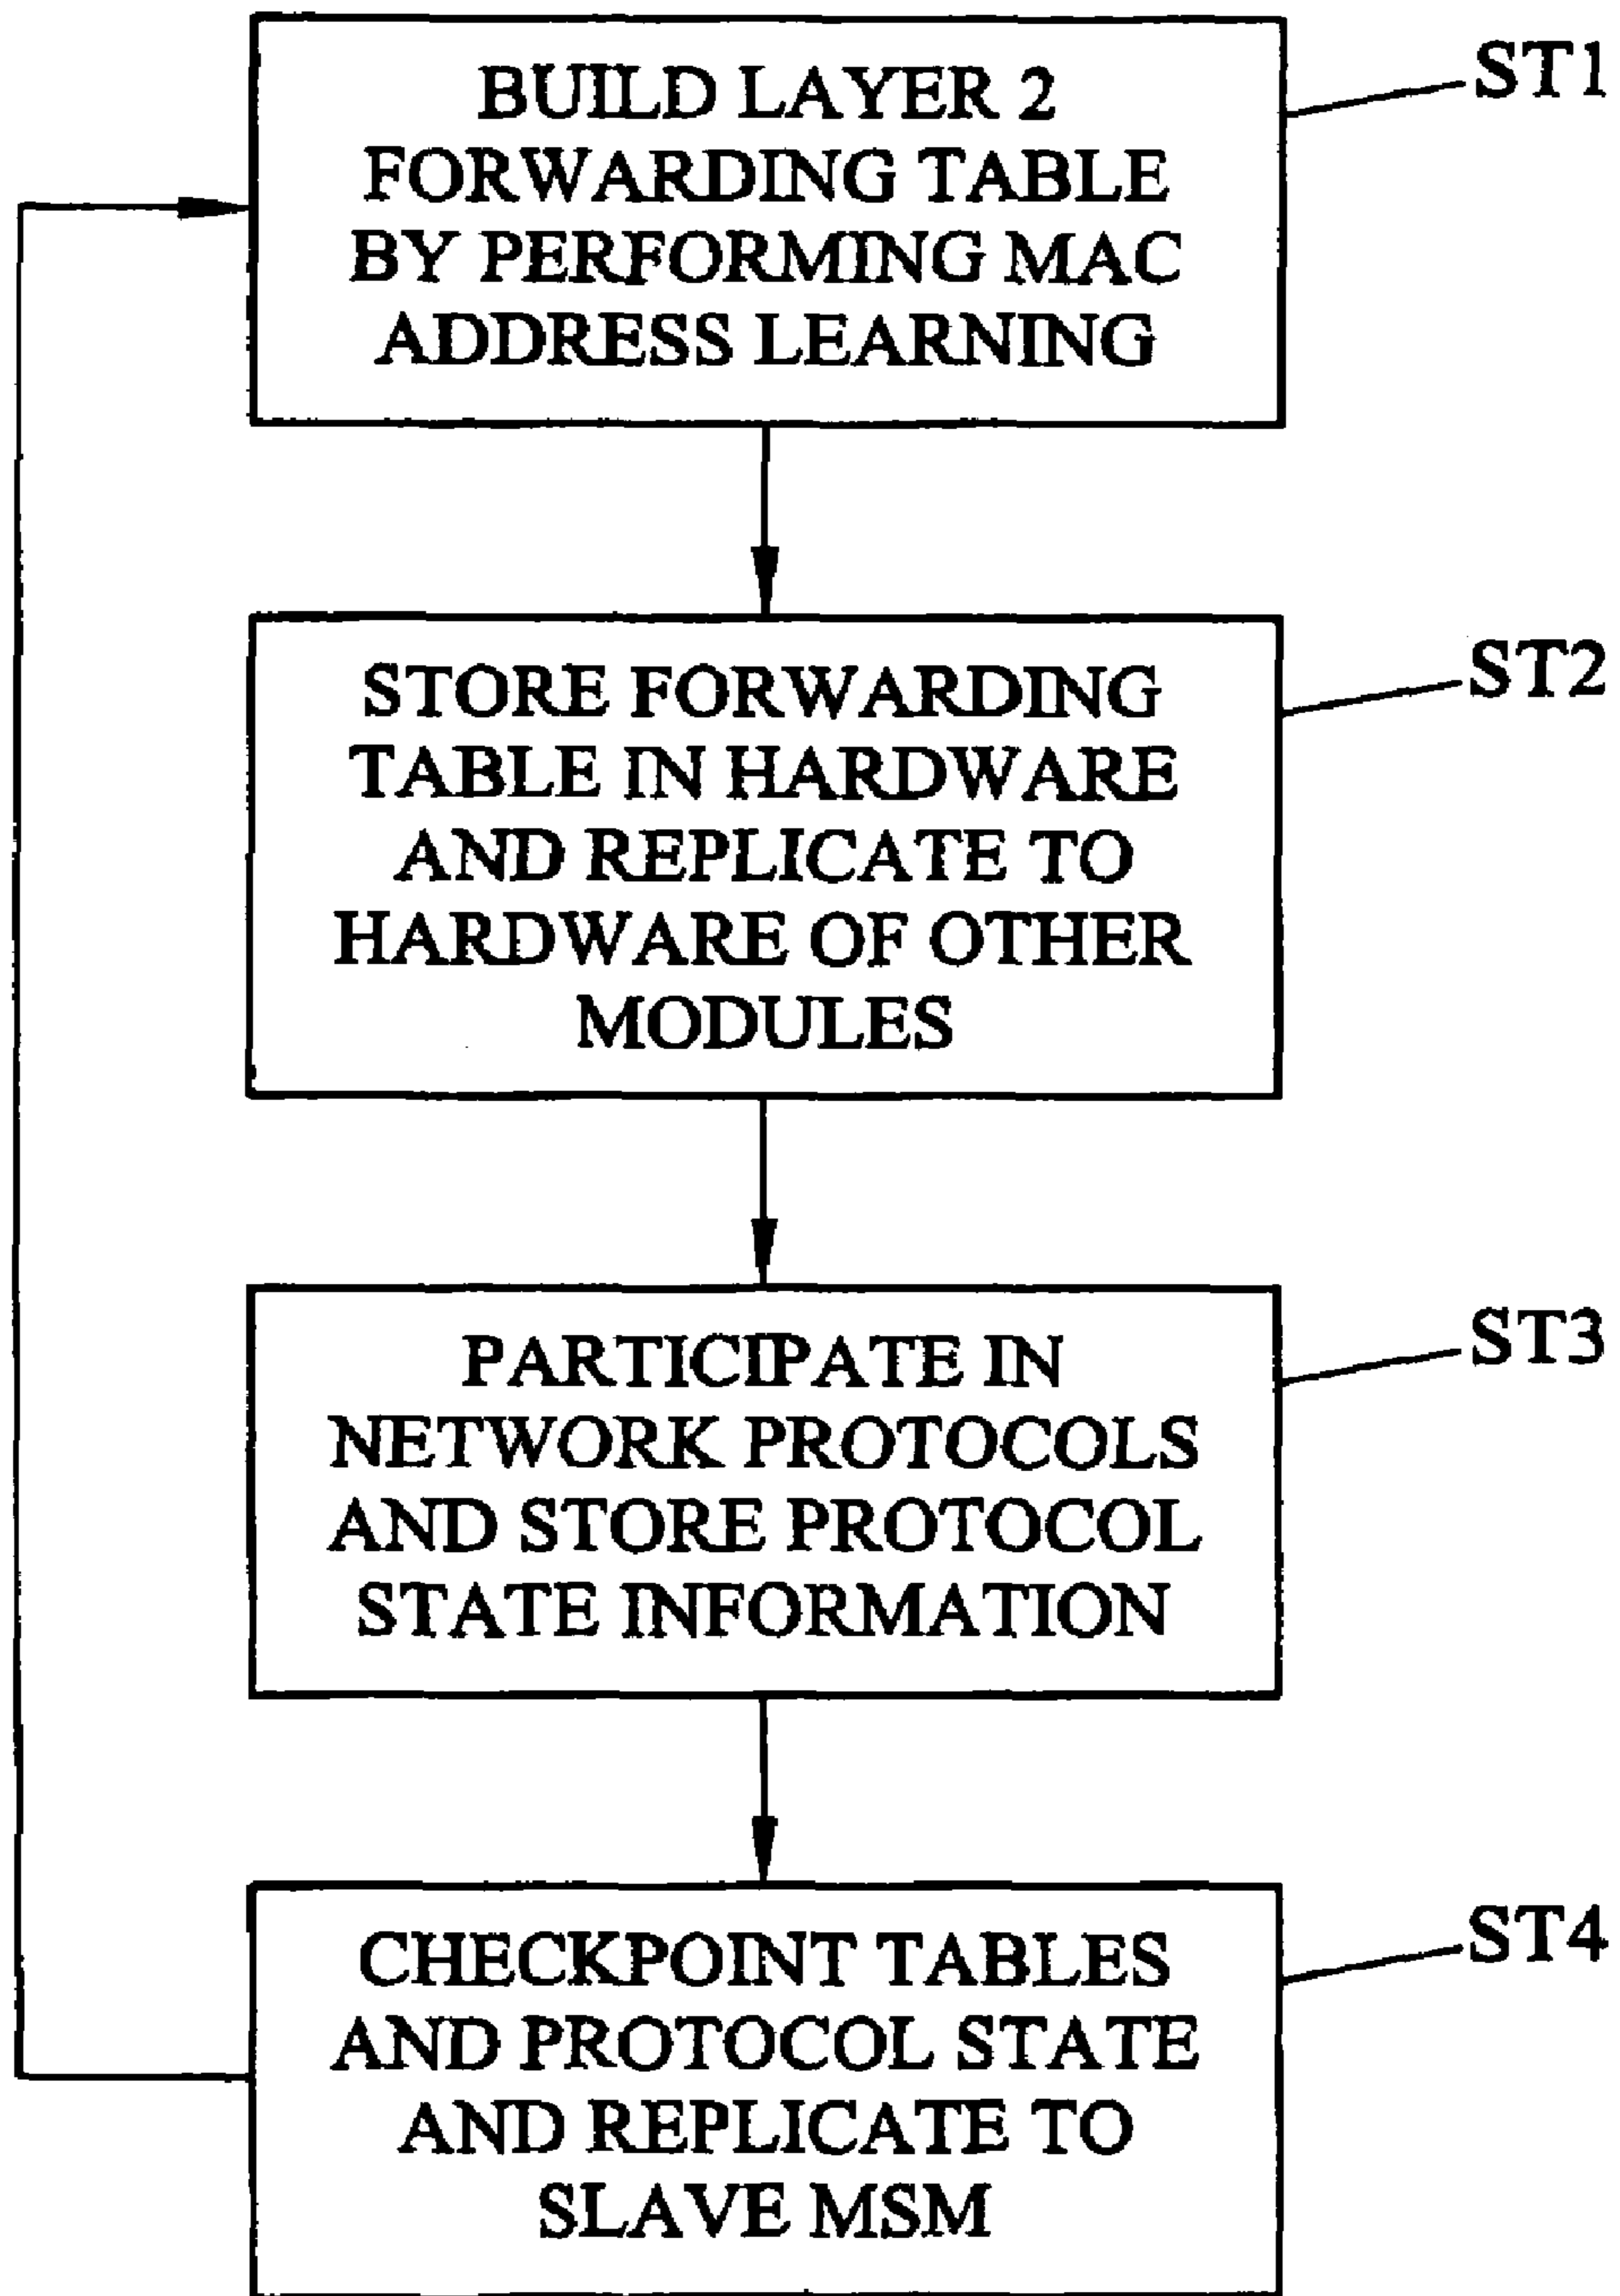 BUILD LAYER 2
FORWARDING TABLE
BY PERFORMING MAC
ADDRESS LEARNING
ST1
STORE FORWARDING
TABLE IN HARDWARE
AND REPLICATE TO
HARDWARE OF OTHER
MODULES
ST2
PARTICIPATE IN
NETWORK PROTOCOLS
AND STORE PROTOCOL
STATE INFORMATION
ST3
CHECKPOINT TABLES
AND PROTOCOL STATE
AND REPLICATE TO
SLAVE MSM
ST4